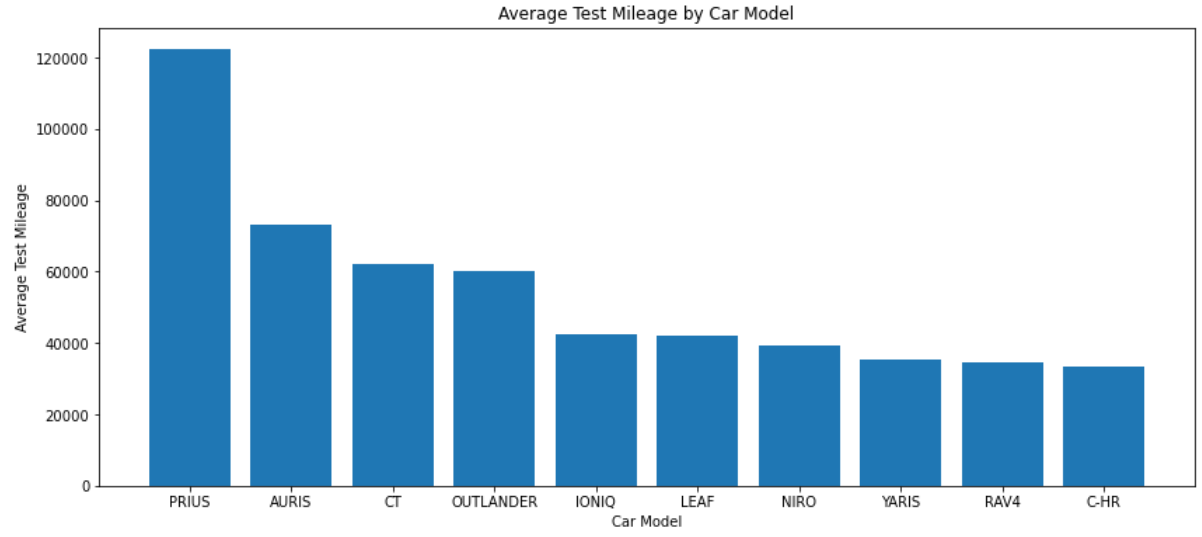 Average Test Mileage by Car Model
Average Test Mileage
120000
100000
80000
60000
40000
20000
0
PRIUS AURIS CT OUTLANDER IONIQ LEAF NIRO YARIS RAV4 C-HR
Car Model